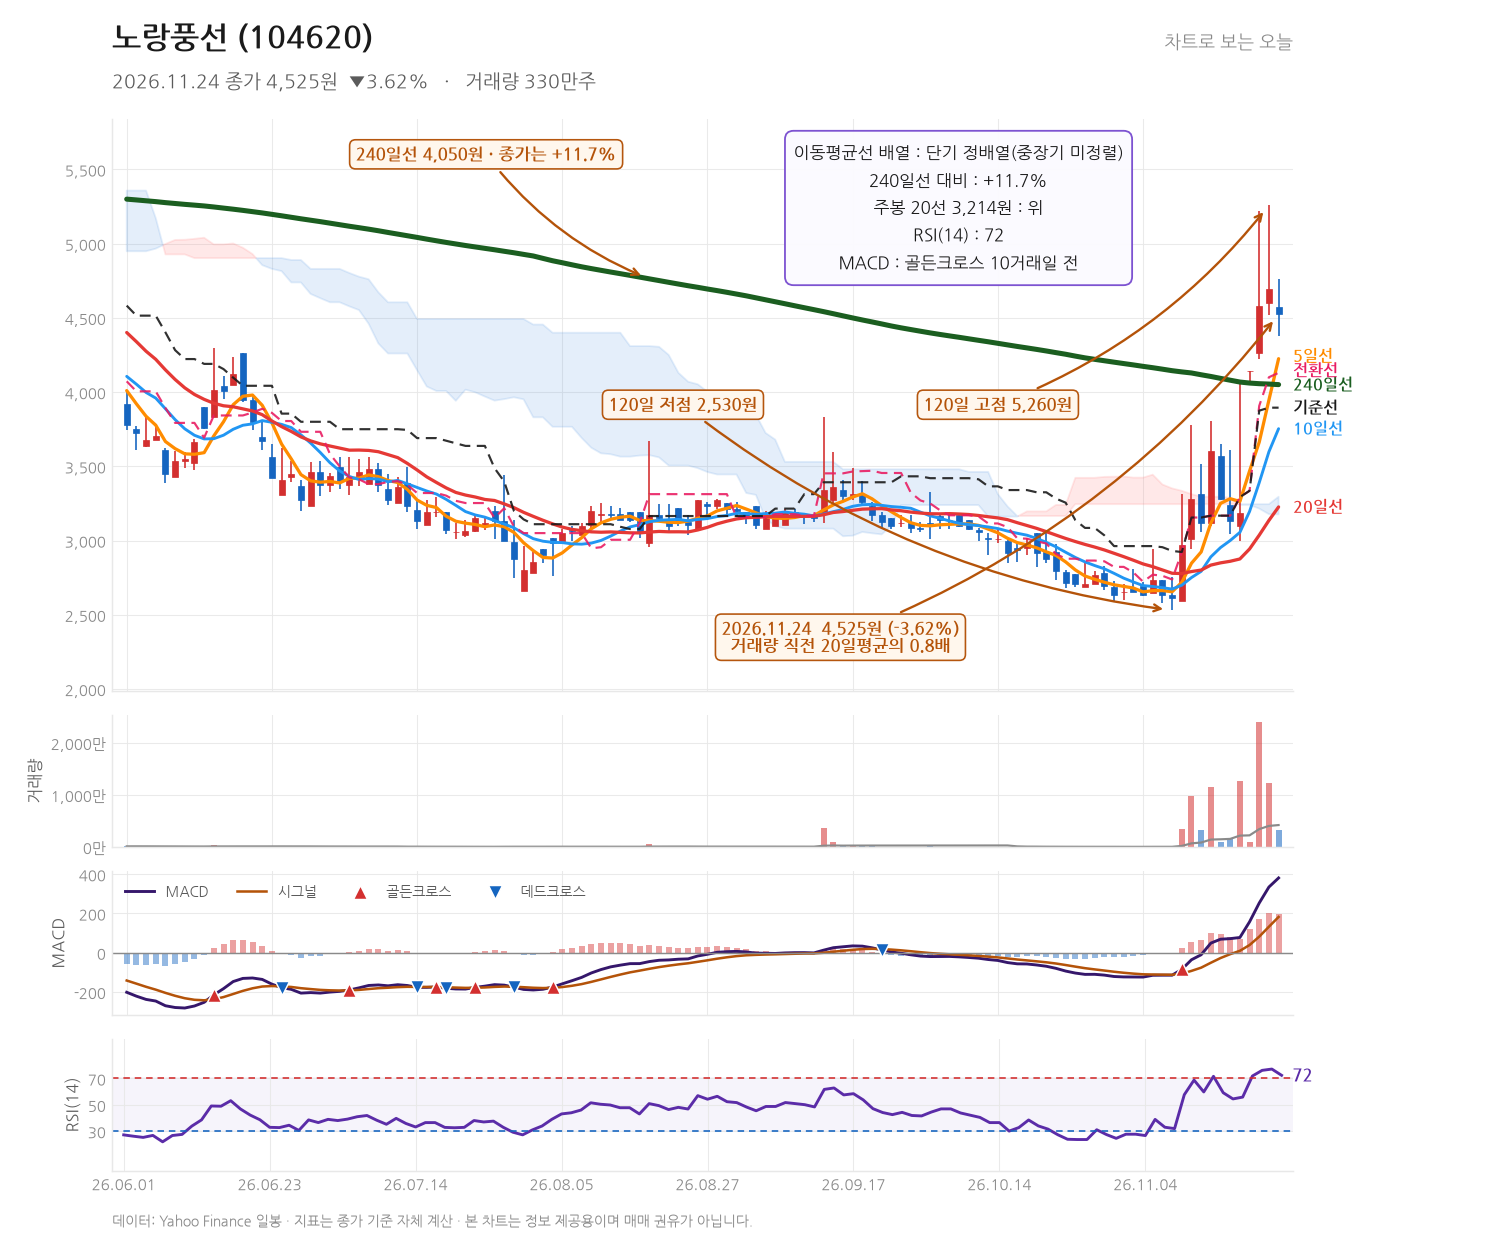 노랑풍선 (104620)
차트로 보는 오늘
2026.11.24 종가 4,525원 ▼3.62% · 거래량 330만주
240일선 4,050원 · 종가는 +11.7%
이동평균선 배열 : 단기 정배열(중장기 미정렬)
240일선 대비 : +11.7%
주봉 20선 3,214원 : 위
RSI(14) : 72
MACD : 골든크로스 10거래일 전
5,500
5,000
4,500
4,000
3,500
3,000
2,500
2,000
120일 저점 2,530원
120일 고점 5,260원
2026.11.24 4,525원 (-3.62%)
거래량 직전 20일평균의 0.8배
5일선
전환선
240일선
기준선
10일선
20일선
거래량
2,000만
1,000만
0만
MACD
400
200
0
-200
MACD 시그널 골든크로스 데드크로스
RSI(14)
70
50
30
72
26.06.01 26.06.23 26.07.14 26.08.05 26.08.27 26.09.17 26.10.14 26.11.04
데이터: Yahoo Finance 일봉 · 지표는 종가 기준 자체 계산 · 본 차트는 정보 제공용이며 매매 권유가 아닙니다.